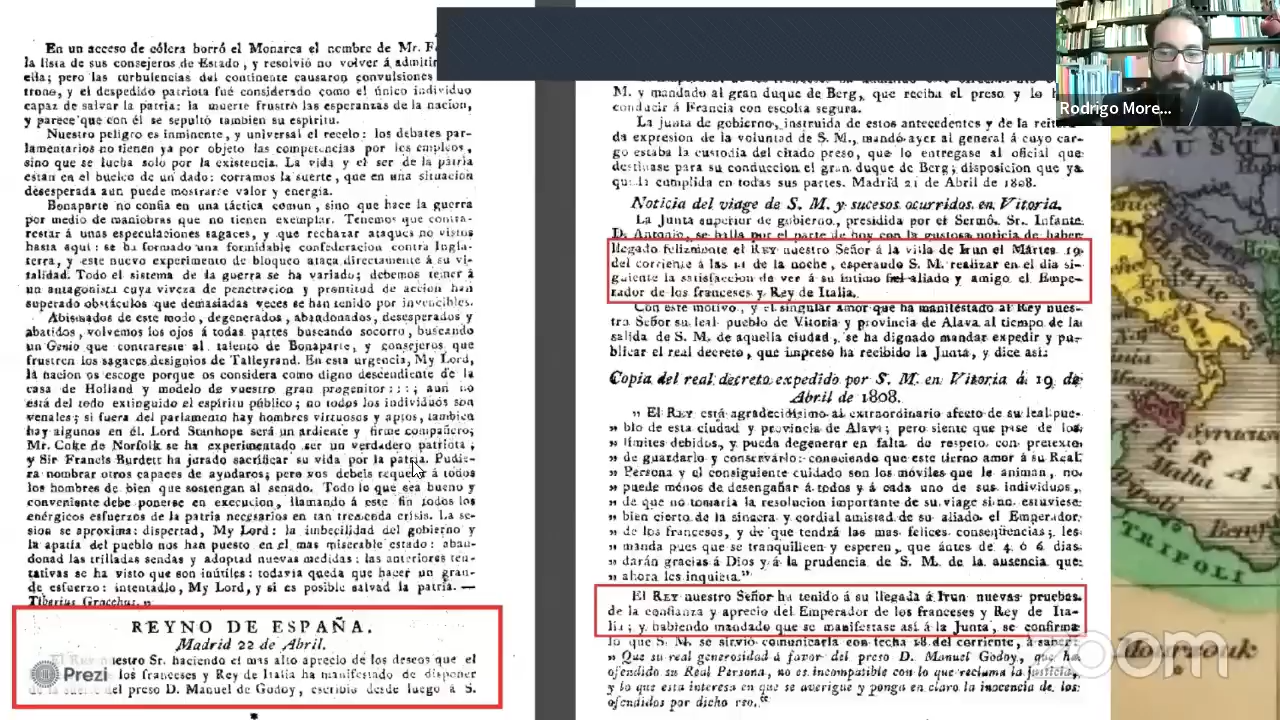 En un acceso de cólera borró el Monarca el nombre de Mr.
la lista de sus consejeros de Estado, y resolvió no volver á
ella; pero las turbulencias del continente causaron convulsiones
trono, y el despedido patriota fué considerado como el único individuo
capaz de salvar la patria: la muerte frustró las esperanzas de la nacion,
y parece que con él se sepultó tambien su espíritu.
Nuestro peligro es inminente, y universal el recelo: los debates par-
lamentarios no tienen ya por objeto las competencias por los empleos,
sino que se lucha solo por la existencia. La vida y el ser de la patria
estan en el buelco de un dado: corramos la suerte, que en una situacion
desesperada aun puede mostrarse valor y energía.
Bonaparte no confia en una táctica comun, sino que hace la guerra
por medio de maniobras que no tienen exemplar. Tenemos que contra-
restar á unas especulaciones sagaces, y que rechazar ataques no vistos
hasta aquí: se ha formado una formidable confederacion contra Ingla-
terra, y este nuevo experimento de bloqueo ataca directamente á su vi-
talidad. Todo el sistema de la guerra se ha variado; debemos temer á
un antagonista cuya viveza de penetracion y prontitud de accion han
superado obstáculos que demasiadas veces se han tenido por invencibles.
Abismados de este modo, degenerados, abandonados, desesperados y
abatidos, volvemos los ojos á todas partes buscando socorro, buscando
un Genio que contrareste al talento de Bonaparte, y consejeros que
frustren los sagaces designios de Talleyrand. En esta urgencia, My Lord,
la nacion os escoge porque os considera como digno descendiente de la
casa de Holland y modelo de vuestro gran progenitor::::; aun no
está del todo extinguido el espíritu público; no todos los individuos son
venales; si fuera del parlamento hay hombres virtuosos y aptos, tambien
hay algunos en él. Lord Stanhope será un ardiente y firme compañero;
Mr. Coke de Norfolk se ha experimentado ser un verdadero patriota,
y Sir Francis Burdett ha jurado sacrificar su vida por la patria. Pudie-
ra nombrar otros capaces de ayudaros; pero vos debeis requerir á todos
los hombres de bien que sostengan al senado. Todo lo que sea bueno y
conveniente debe ponerse en execucion, llamando á este fin todos los
enérgicos esfuerzos de la patria necesarios en tan tremenda crisis. La se-
sion se aproxima: dispertad, My Lord: la imbecilidad del gobierno y
la apatía del pueblo nos han puesto en el mas miserable estado: aban-
donad las trilladas sendas y adoptad nuevas medidas: las anteriores ten-
tativas se ha visto que son inútiles: todavia queda que hacer un gran-
de esfuerzo: intentadlo, My Lord, y si es posible salvad la patria.—
Tiberius Gracchus.»
REYNO DE ESPAÑA.
Madrid 22 de Abril.
El Rey nuestro Sr. haciendo el mas alto aprecio de los deseos que el
los franceses y Rey de Italia ha manifestado de disponer
del preso D. Manuel de Godoy, escribió desde luego á S.
Prezi
M. y mandado al gran duque de Berg, que reciba el preso y lo
conducir á Francia con escolta segura.
La junta de gobierno, instruida de estos antecedentes y de la
da expresion de la voluntad de S. M., mandó ayer al general á cuyo car-
go estaba la custodia del citado preso, que lo entregase al oficial que
destinase para su conduccion el gran duque de Berg; disposicion que ya
queda cumplida en todas sus partes. Madrid 21 de Abril de 1808.
Noticia del viage de S. M. y sucesos ocurridos en Vitoria.
La Junta superior de gobierno, presidida por el Sermo. Sr. Infante
D. Antonio, se halla por el parte de hoy con la gustosa noticia de haber
llegado felizmente el REY nuestro Señor á la villa de Irun el Mártes 19
del corriente á las 11 de la noche, esperando S. M. realizar en el dia si-
guiente la satisfaccion de ver á su íntimo fiel aliado y amigo el Empe-
rador de los franceses y Rey de Italia.
Con este motivo, y el singular amor que ha manifestado al Rey nues-
tro Señor su leal pueblo de Vitoria y provincia de Alava al tiempo de la
salida de S. M. de aquella ciudad, se ha dignado mandar expedir y pu-
blicar el real decreto, que impreso ha recibido la Junta, y dice así:
Copia del real decreto expedido por S. M. en Vitoria á 19 de
Abril de 1808.
» El REY está agradecidísimo al extraordinario afecto de su leal pue-
» blo de esta ciudad y provincia de Alava; pero siente que pase de los
» límites debidos, y pueda degenerar en falta de respeto con pretexto
» de guardarlo y conservarlo: conociendo que este tierno amor á su Real
» Persona y el consiguiente cuidado son los móviles que le animan, no
» puede ménos de desengañar á todos y á cada uno de sus individuos,
» de que no tomaría la resolucion importante de su viage si no estuviese
» bien cierto de la sincera y cordial amistad de su aliado el Emperador
» de los franceses, y de que tendrá las mas felices consequencias; les
» manda pues que se tranquilicen y esperen, que ántes de 4 ó 6 dias
» darán gracias á Dios y á la prudencia de S. M. de la ausencia que
» ahora les inquieta."
El REY nuestro Señor ha tenido á su llegada á Irun nuevas pruebas
de la confianza y aprecio del Emperador de los franceses y Rey de Ita-
lia; y habiendo mandado que se manifestase así á la Junta, se confirma
lo que S. M. se sirvió comunicarla con fecha 18 del corriente, á saber:
» Que su real generosidad á favor del preso D. Manuel Godoy, que ha
ofendido su Real Persona, no es incompatible con lo que reclama la justicia,
y lo que esta interesa en que se averigüe y ponga en claro la inocencia de los
ofendidos por dicho reo."
Rodrigo More...
AUST
TRIPOLI
Mourzouk
zoom